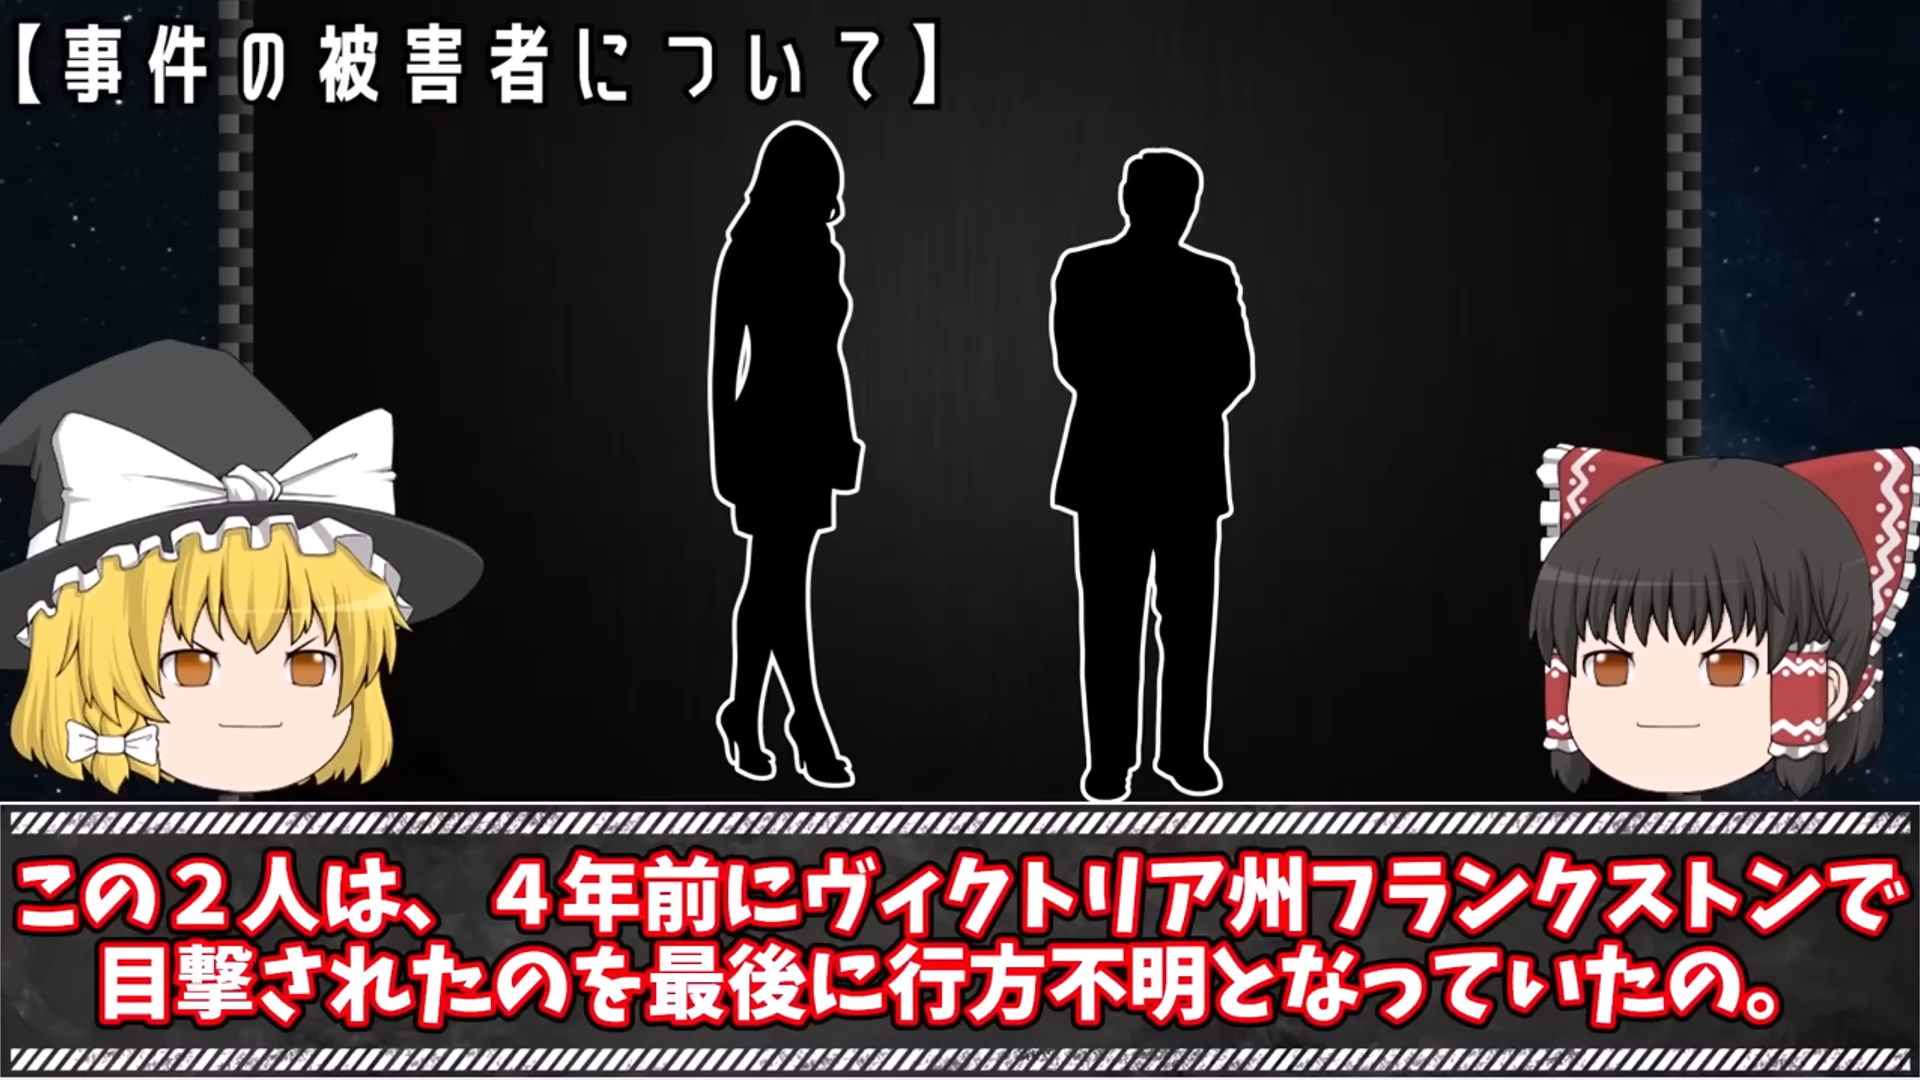 【事件の被害者について】
この２人は、４年前にヴィクトリア州フランクストンで
目撃されたのを最後に行方不明となっていたの。